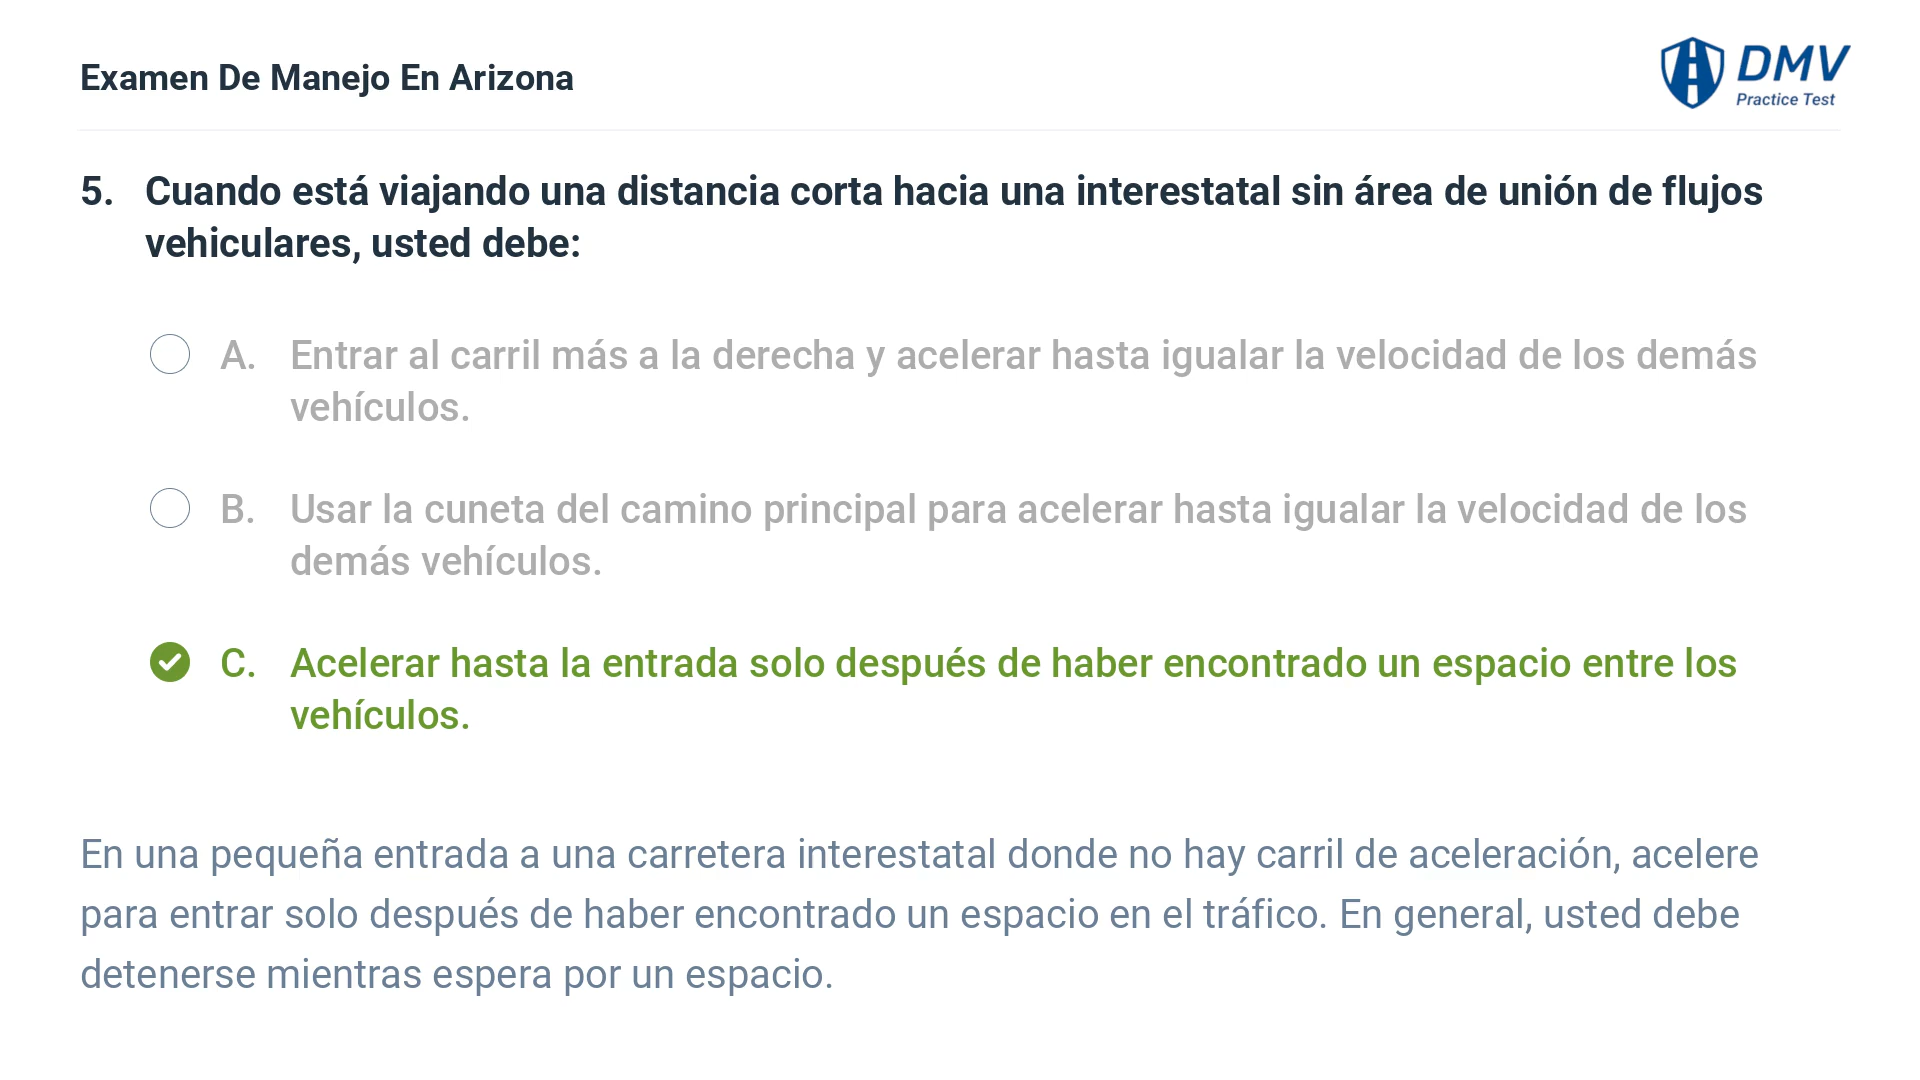 Examen De Manejo En Arizona
DMV
Practice Test
5. Cuando está viajando una distancia corta hacia una interestatal sin área de unión de flujos
vehiculares, usted debe:
A. Entrar al carril más a la derecha y acelerar hasta igualar la velocidad de los demás
vehículos.
B. Usar la cuneta del camino principal para acelerar hasta igualar la velocidad de los
demás vehículos.
C. Acelerar hasta la entrada solo después de haber encontrado un espacio entre los
vehículos.
En una pequeña entrada a una carretera interestatal donde no hay carril de aceleración, acelere
para entrar solo después de haber encontrado un espacio en el tráfico. En general, usted debe
detenerse mientras espera por un espacio.